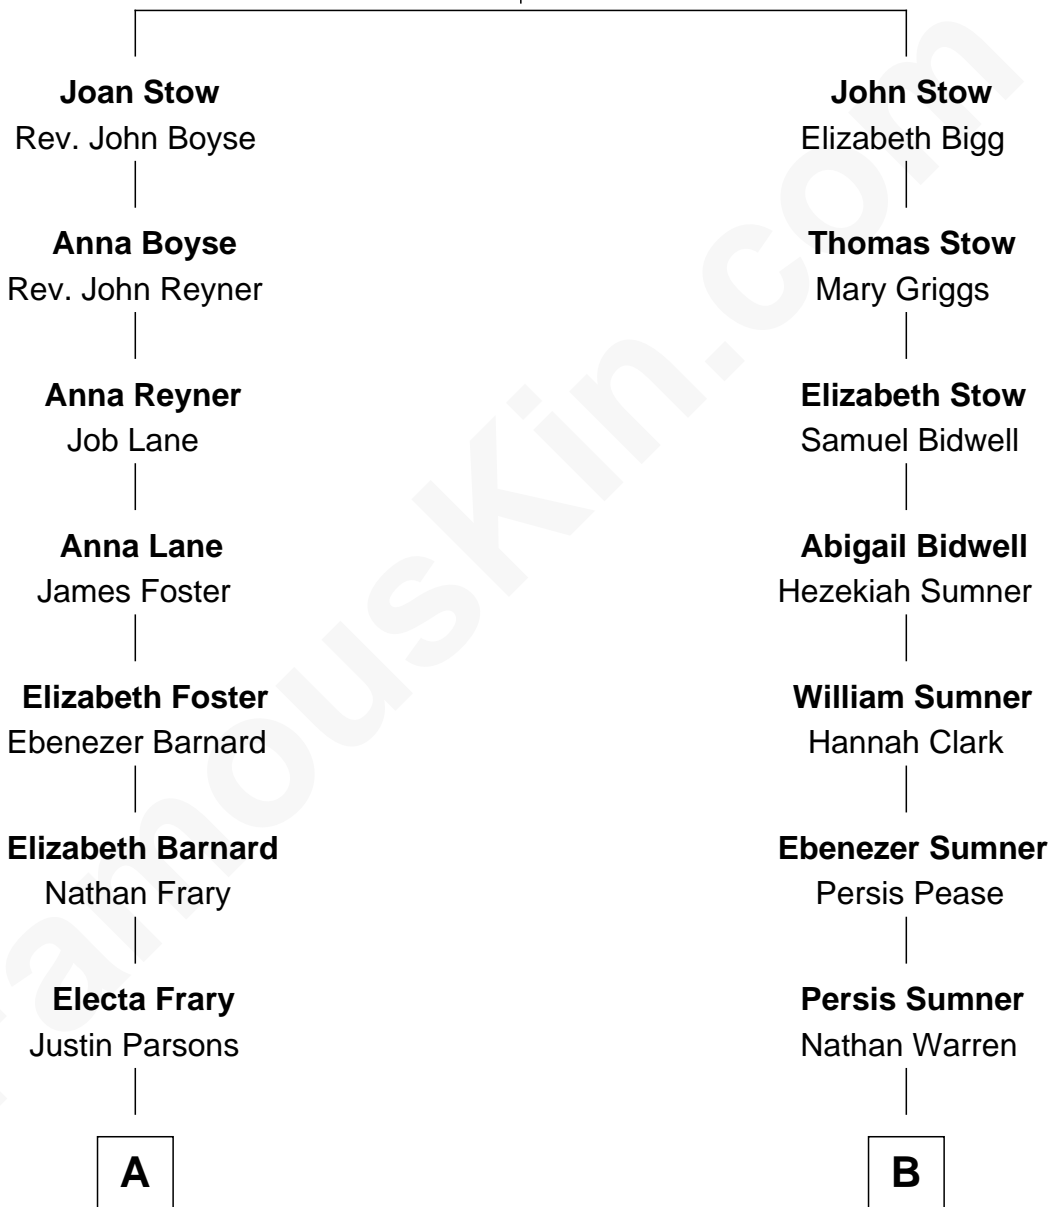 Joan Stow
Rev. John Boyse
Anna Boyse
Rev. John Reyner
Anna Reyner
Job Lane
Anna Lane
James Foster
Elizabeth Foster
Ebenezer Barnard
Elizabeth Barnard
Nathan Frary
Electa Frary
Justin Parsons
A
John Stow
Elizabeth Bigg
Thomas Stow
Mary Griggs
Elizabeth Stow
Samuel Bidwell
Abigail Bidwell
Hezekiah Sumner
William Sumner
Hannah Clark
Ebenezer Sumner
Persis Pease
Persis Sumner
Nathan Warren
B
FamousKin.com